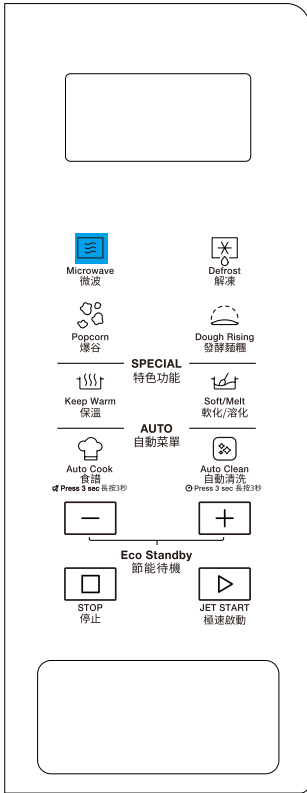 Microwave
微波
Defrost
解凍
Popcorn
爆谷
Dough Rising
發酵麵糰
SPECIAL
特色功能
Keep Warm
保溫
Soft/Melt
軟化/溶化
AUTO
自動菜單
Auto Cook
食譜
Press 3 sec 長按3秒
Auto Clean
自動清洗
Press 3 sec 長按3秒
Eco Standby
節能待機
STOP
停止
JET START
極速啟動